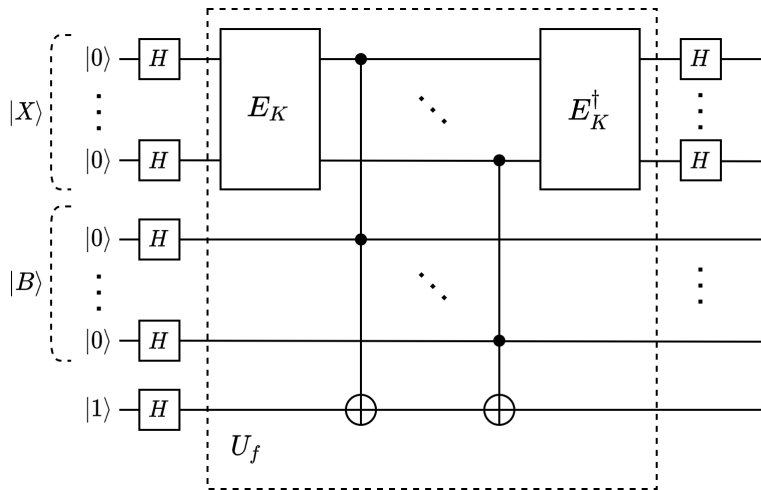 |0⟩ H H
|X⟩ E_K E_K^†
|0⟩ H H
|0⟩ H
|B⟩
|0⟩ H
|1⟩ H
U_f